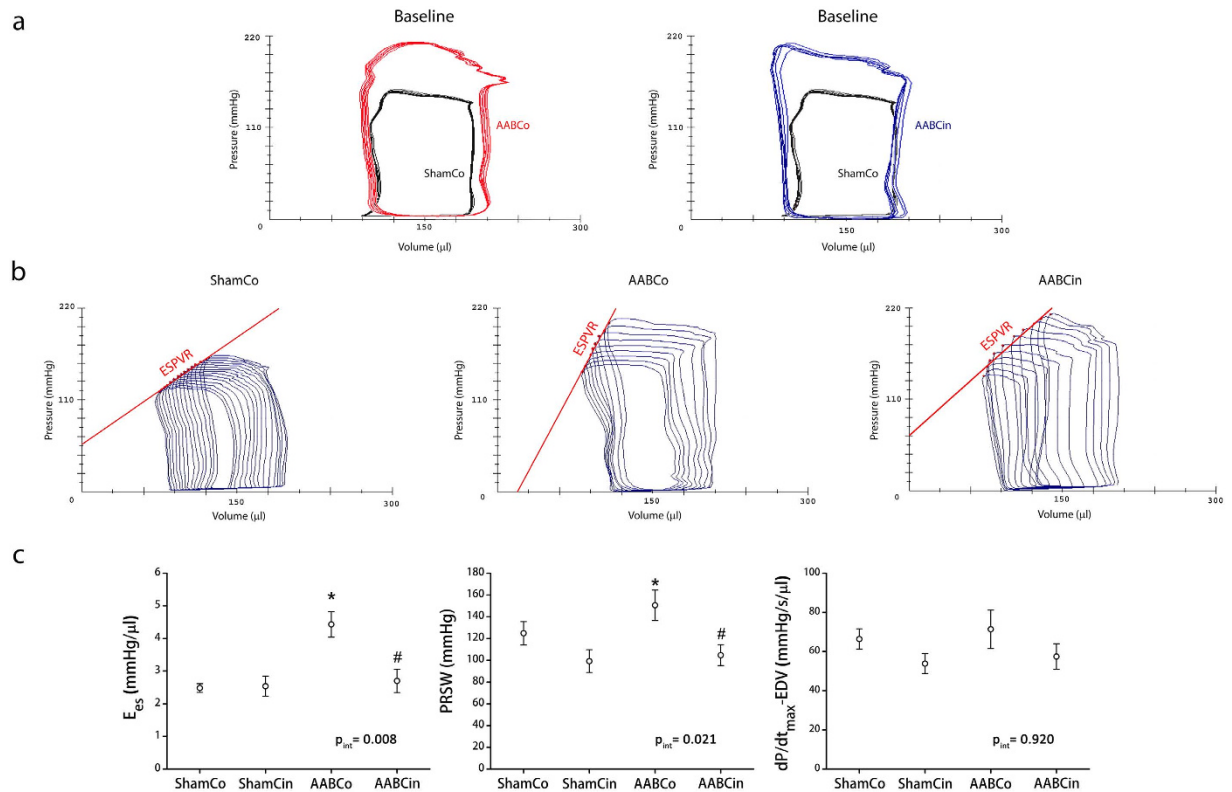 a
Baseline
Baseline
220
110
0
Pressure (mmHg)
AABCo
ShamCo
0
150
300
Volume (µl)
220
110
0
Pressure (mmHg)
AABCin
ShamCo
0
150
300
Volume (µl)
b
ShamCo
AABCo
AABCin
220
110
0
Pressure (mmHg)
ESPVR
0
150
300
Volume (µl)
220
110
0
Pressure (mmHg)
ESPVR
150
300
Volume (µl)
220
110
0
Pressure (mmHg)
ESPVR
150
300
Volume (µl)
c
6
5
4
3
2
1
0
Ees (mmHg/µl)
*
#
pint= 0.008
ShamCo ShamCin AABCo AABCin
180
160
140
120
100
80
60
40
20
0
PRSW (mmHg)
*
#
pint= 0.021
ShamCo ShamCin AABCo AABCin
100
80
60
40
20
0
dP/dtmax-EDV (mmHg/s/µl)
pint= 0.920
ShamCo ShamCin AABCo AABCin